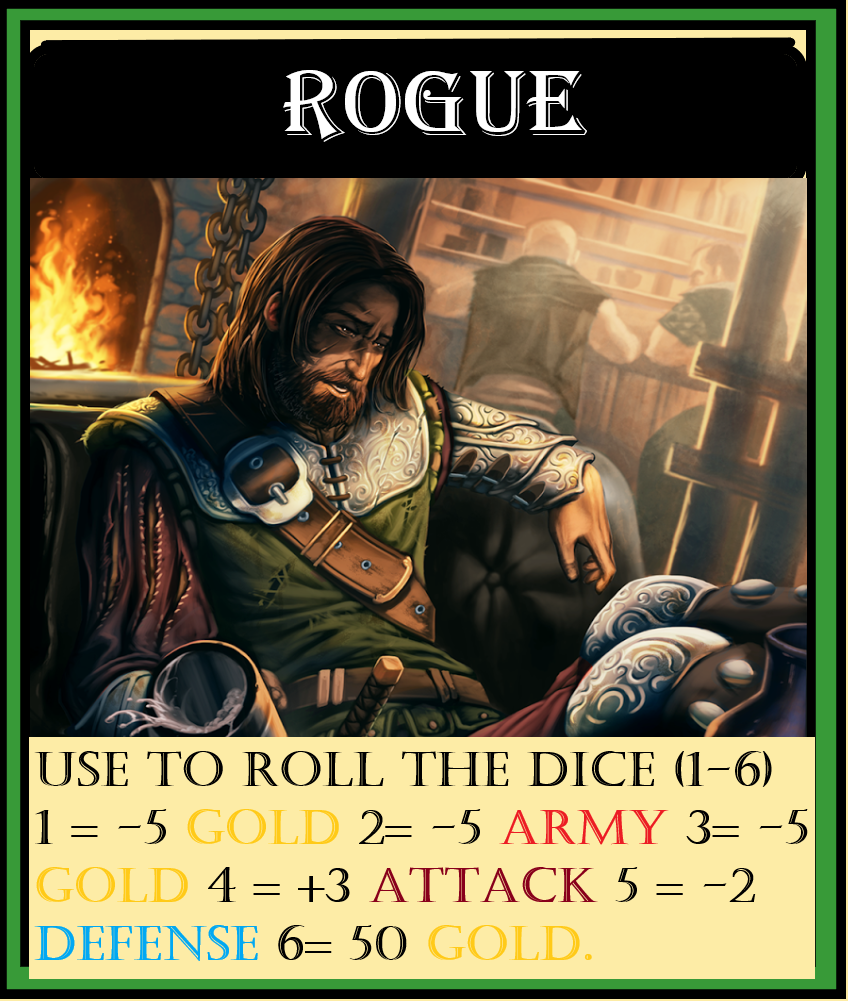 ROGUE
USE TO ROLL THE DICE (1-6)
1 = -5 GOLD 2= -5 ARMY 3= -5
GOLD 4 = +3 ATTACK 5 = -2
DEFENSE 6= 50 GOLD.